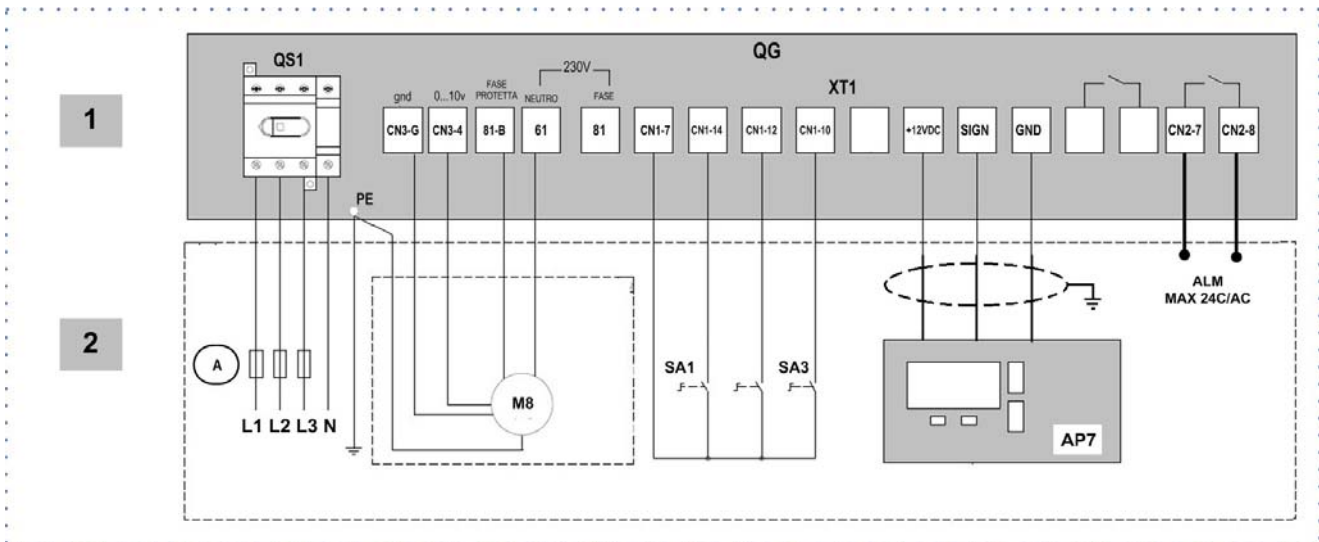 QG
QS1
230V
XT1
gnd
0...10v
FASE
PROTETTA
NEUTRO
FASE
1
CN3-G
CN3-4
81-B
61
81
CN1-7
CN1-14
CN1-12
CN1-10
+12VDC
SIGN
GND
CN2-7
CN2-8
PE
ALM
MAX 24C/AC
2
A
SA1
SA3
M8
L1 L2 L3 N
AP7